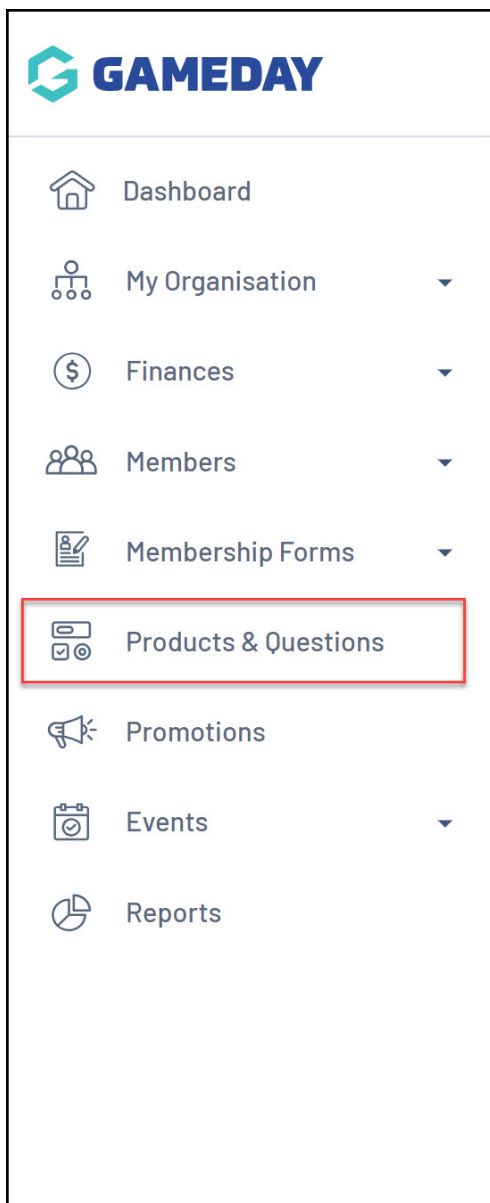 GAMEDAY
Dashboard
My Organisation
Finances
Members
Membership Forms
Products & Questions
Promotions
Events
Reports